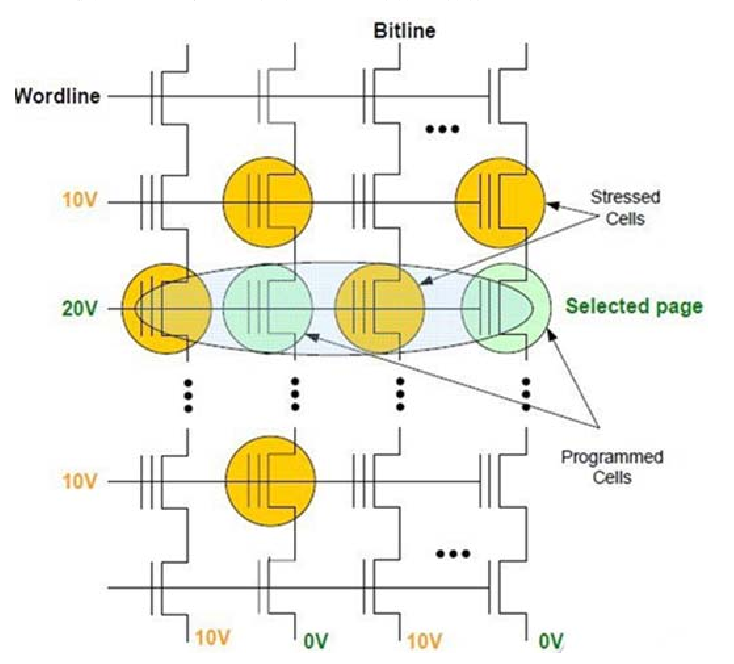 Bitline
Wordline
10V
Stressed
Cells
20V
Selected page
Programmed
Cells
10V
10V
0V
10V
0V